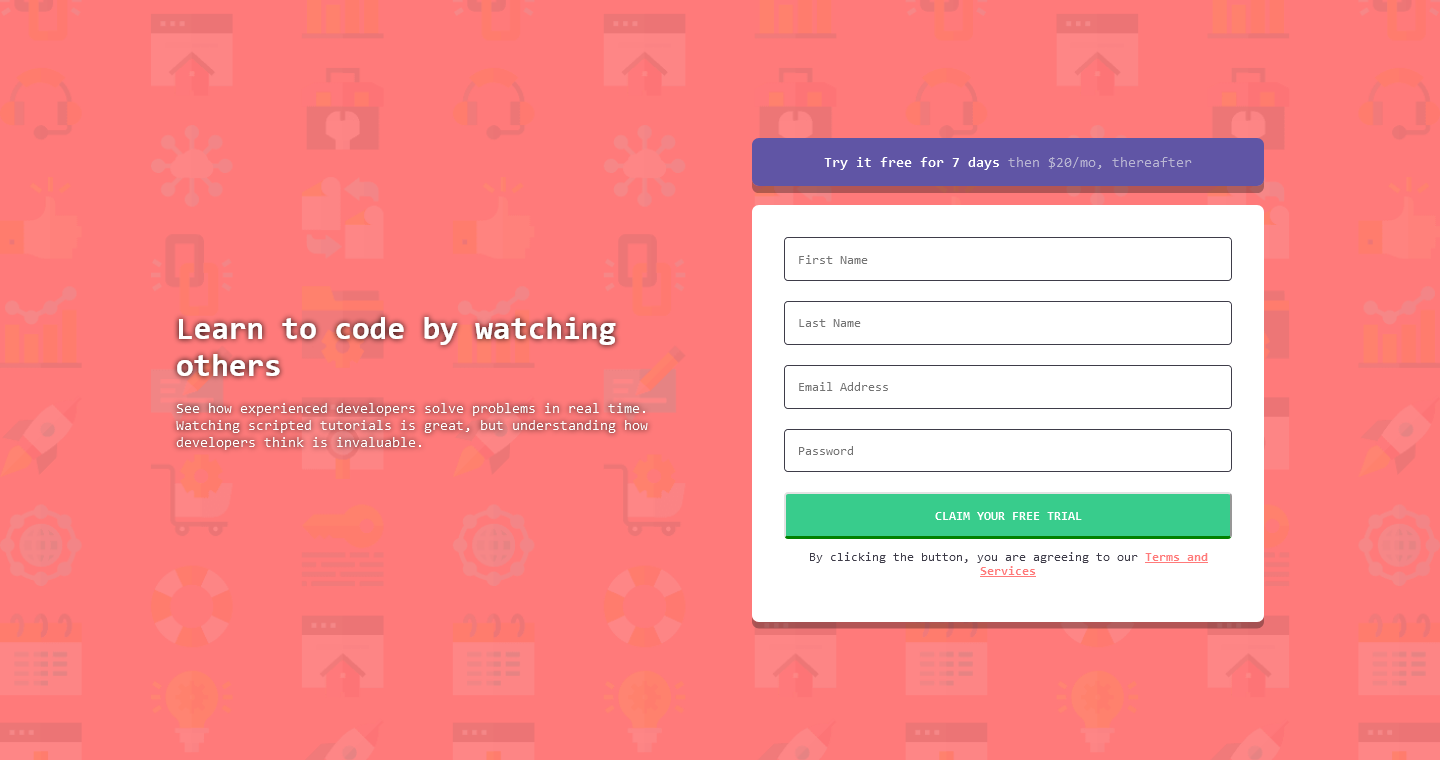 Learn to code by watching
others
See how experienced developers solve problems in real time.
Watching scripted tutorials is great, but understanding how
developers think is invaluable.
Try it free for 7 days then $20/mo, thereafter
First Name
Last Name
Email Address
Password
CLAIM YOUR FREE TRIAL
By clicking the button, you are agreeing to our Terms and
Services